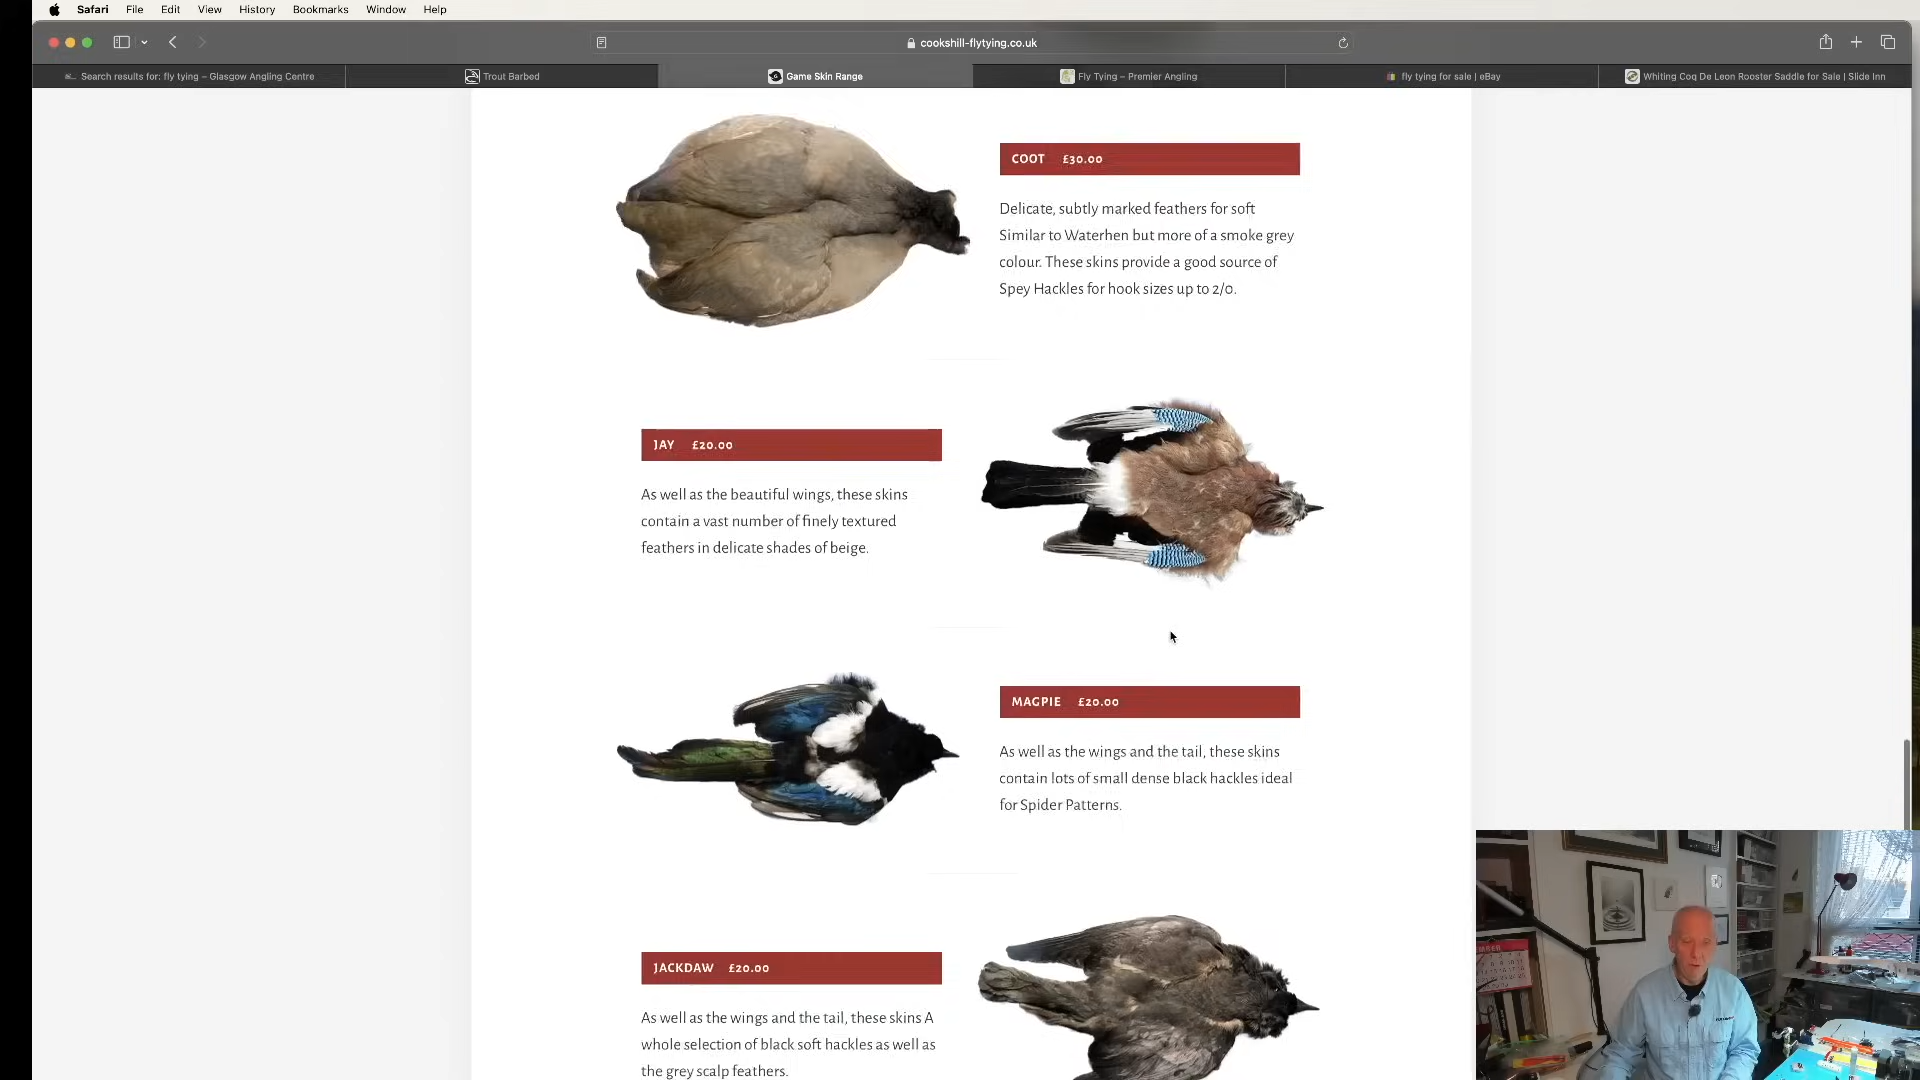 Safari File Edit View History Bookmarks Window Help
cookshill-flytying.co.uk
Search results for: fly tying – Glasgow Angling Centre
Trout Barbed
Game Skin Range
Fly Tying – Premier Angling
fly tying for sale | eBay
Whiting Coq De Leon Rooster Saddle for Sale | Slide Inn
COOT £30.00
Delicate, subtly marked feathers for soft
Similar to Waterhen but more of a smoke grey
colour. These skins provide a good source of
Spey Hackles for hook sizes up to 2/0.
JAY £20.00
As well as the beautiful wings, these skins
contain a vast number of finely textured
feathers in delicate shades of beige.
MAGPIE £20.00
As well as the wings and the tail, these skins
contain lots of small dense black hackles ideal
for Spider Patterns.
JACKDAW £20.00
As well as the wings and the tail, these skins A
whole selection of black soft hackles as well as
the grey scalp feathers.